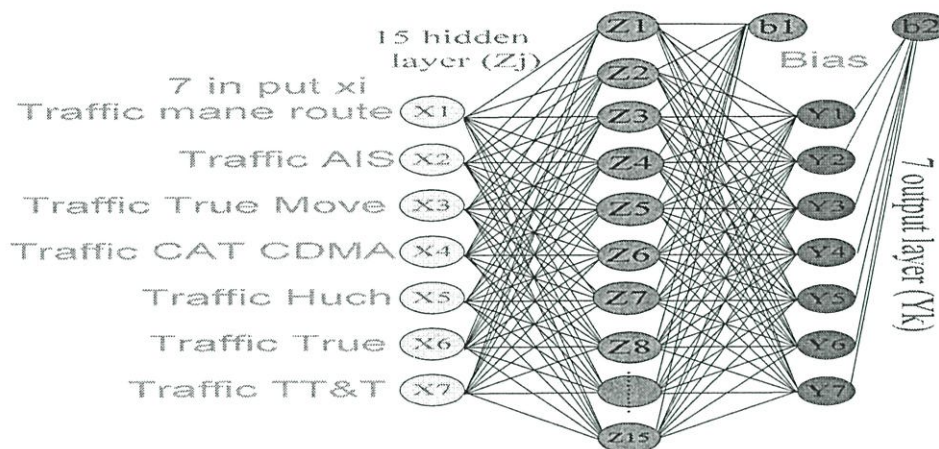 15 hidden
layer (Zj)
7 in put xi
Traffic mane route
Traffic AIS
Traffic True Move
Traffic CAT CDMA
Traffic Huch
Traffic True
Traffic TT&T
X1
X2
X3
X4
X5
X6
X7
Z1
Z2
Z3
Z4
Z5
Z6
Z7
Z8
Z15
b1
b2
Bias
Y1
Y2
Y3
Y4
Y5
Y6
Y7
7 output layer (Yk)